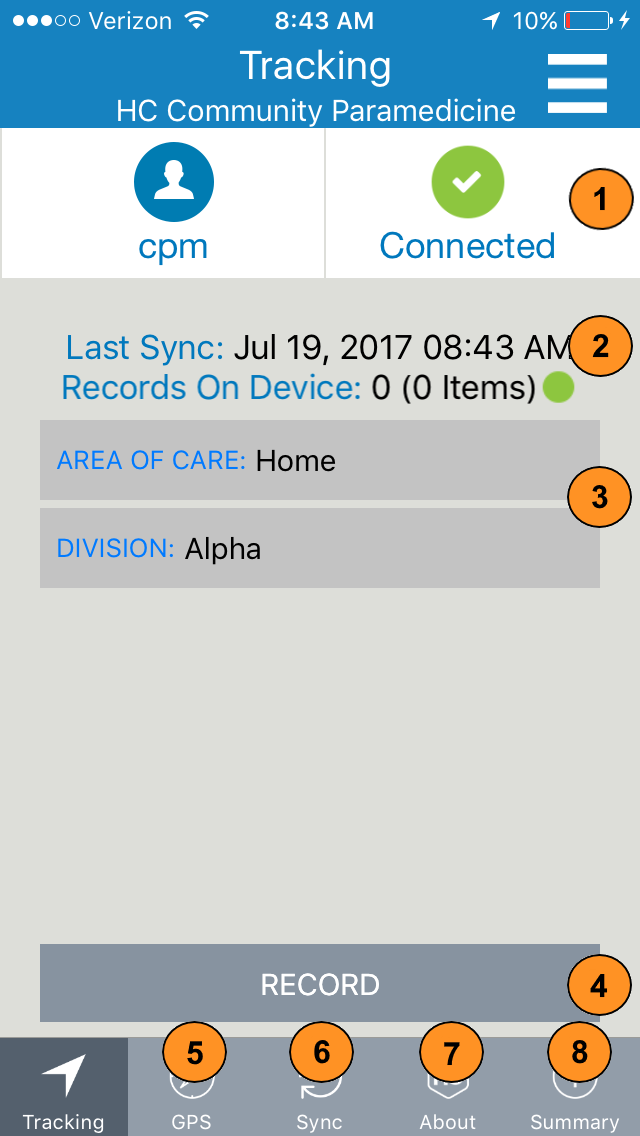 Verizon 8:43 AM 10%
Tracking
HC Community Paramedicine
cpm Connected
1
Last Sync: Jul 19, 2017 08:43 AM
2
Records On Device: 0 (0 Items)
AREA OF CARE: Home
3
DIVISION: Alpha
RECORD
4
5 6 7 8
Tracking GPS Sync About Summary